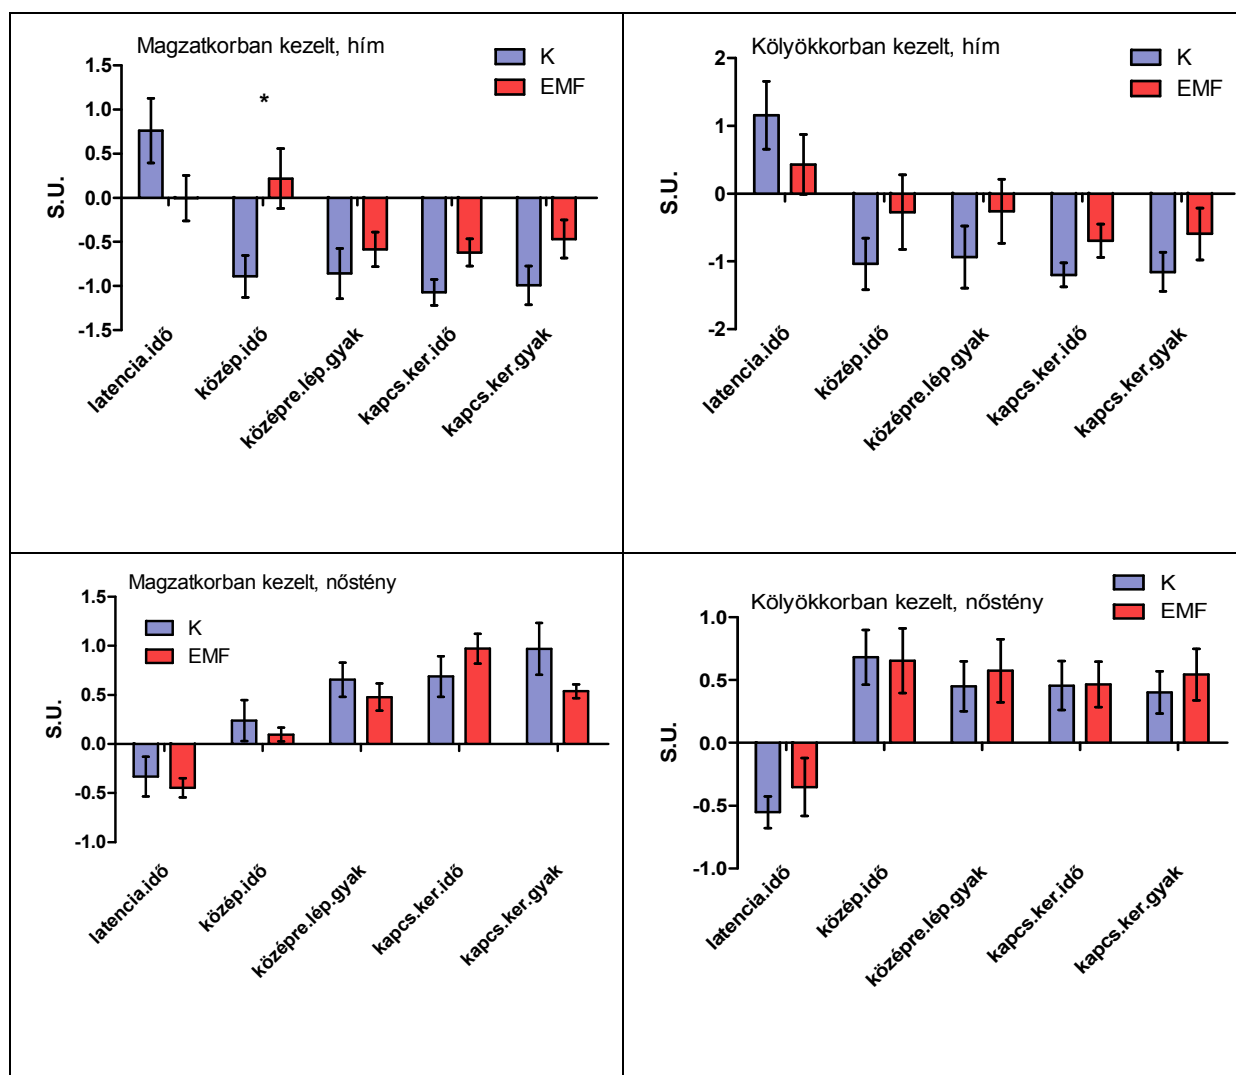 Magzatkorban kezelt, hím
K
EMF
*
1.5
1.0
0.5
0.0
-0.5
-1.0
-1.5
S.U.
latencia.idő
közép.idő
középre.lép.gyak
kapcs.ker.idő
kapcs.ker.gyak
Kölyökkorban kezelt, hím
K
EMF
2
1
0
-1
-2
S.U.
latencia.idő
közép.idő
középre.lép.gyak
kapcs.ker.idő
kapcs.ker.gyak
Magzatkorban kezelt, nőstény
K
EMF
1.5
1.0
0.5
0.0
-0.5
-1.0
S.U.
latencia.idő
közép.idő
középre.lép.gyak
kapcs.ker.idő
kapcs.ker.gyak
Kölyökkorban kezelt, nőstény
K
EMF
1.0
0.5
0.0
-0.5
-1.0
S.U.
latencia.idő
közép.idő
középre.lép.gyak
kapcs.ker.idő
kapcs.ker.gyak